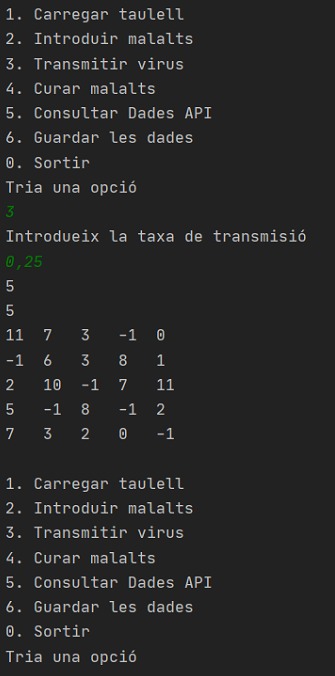 1. Carregar taulell
2. Introduir malalts
3. Transmitir virus
4. Curar malalts
5. Consultar Dades API
6. Guardar les dades
0. Sortir
Tria una opció
3
Introdueix la taxa de transmisió
0,25
5
5
11 7 3 -1 0
-1 6 3 8 1
2 10 -1 7 11
5 -1 8 -1 2
7 3 2 0 -1
1. Carregar taulell
2. Introduir malalts
3. Transmitir virus
4. Curar malalts
5. Consultar Dades API
6. Guardar les dades
0. Sortir
Tria una opció